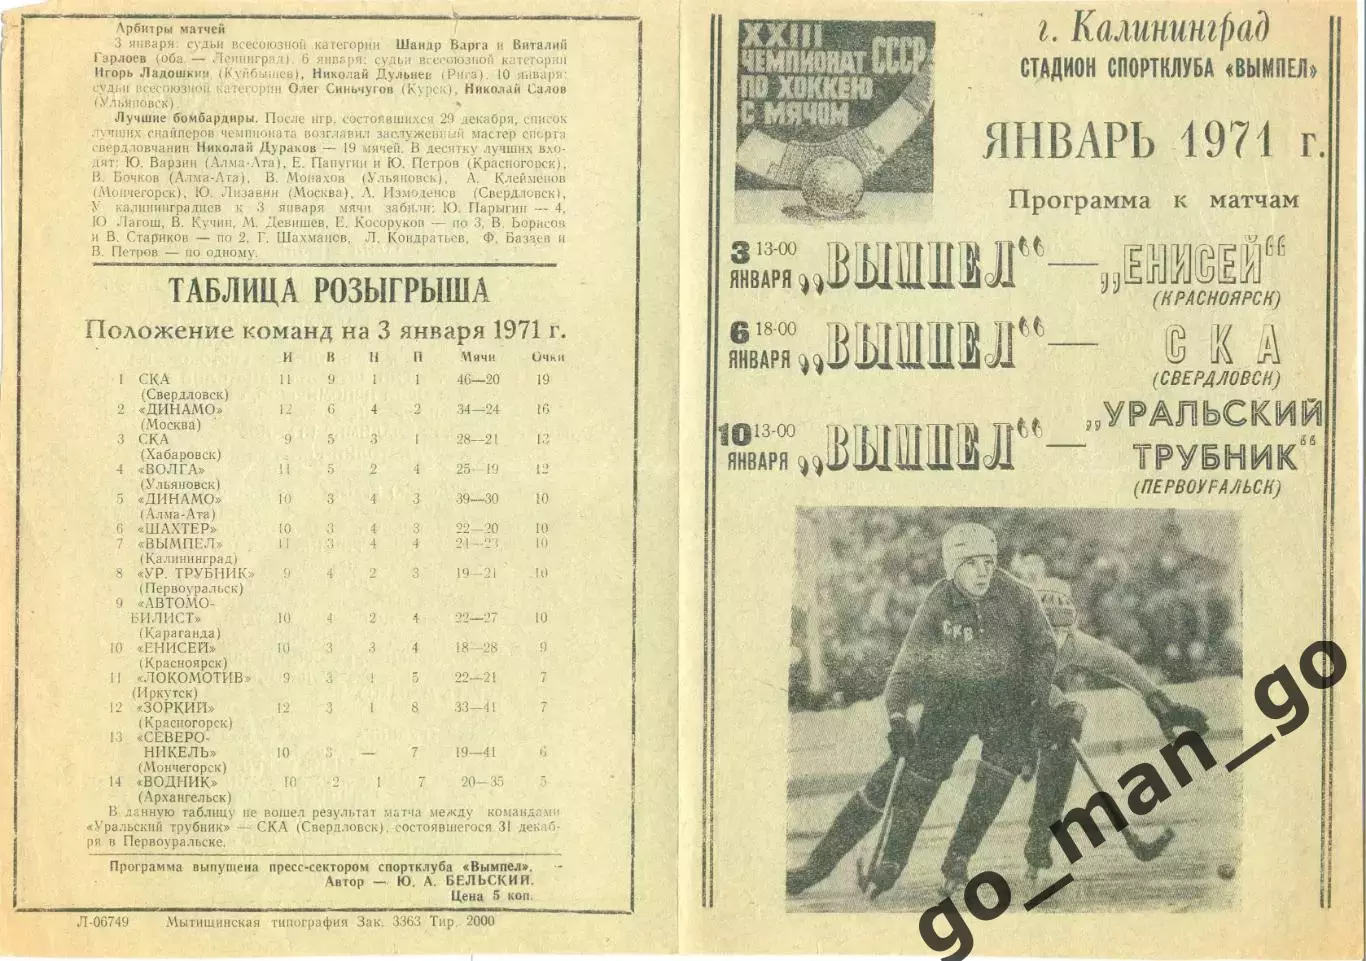 Арбитры матчей
3 января: судьи всесоюзной категории Шандр Варга и Виталий
Гарлоев (оба — Ленинград). 6 января: судьи всесоюзной категории
Игорь Ладошкин (Куйбышев), Николай Дульнев (Рига). 10 января:
судьи всесоюзной категории Олег Синьчугов (Курск), Николай Салов
(Ульяновск).
Лучшие бомбардиры. После игр, состоявшихся 29 декабря, список
лучших снайперов чемпионата возглавил заслуженный мастер спорта
свердловчанин Николай Дураков — 19 мячей. В десятку лучших вхо-
дят: Ю. Варзин (Алма-Ата), Е. Папугин и Ю. Петров (Красногорск),
В. Бочков (Алма-Ата), В. Монахов (Ульяновск), А. Клейменов
(Мончегорск), Ю. Лизавин (Москва), А. Измоденов (Свердловск),
У калининградцев к 3 января мячи забили: Ю. Парыгин — 4,
Ю. Лагош, В. Кучин, М. Девишев, Е. Косоруков — по 3, В. Борисов
и В. Стариков — по 2, Г. Шахманов, Л. Кондратьев, Ф. Базаев и
В. Петров — по одному.
ТАБЛИЦА РОЗЫГРЫША
Положение команд на 3 января 1971 г.
И В Н П Мячи Очки
1 СКА 11 9 1 1 46—20 19
(Свердловск)
2 «ДИНАМО» 12 6 4 2 34—24 16
(Москва)
3 СКА 9 5 3 1 28—21 13
(Хабаровск)
4 «ВОЛГА» 11 5 2 4 25—19 12
(Ульяновск)
5 «ДИНАМО» 10 3 4 3 39—30 10
(Алма-Ата)
6 «ШАХТЕР» 10 3 4 3 22—20 10
7 «ВЫМПЕЛ» 11 3 4 4 21—23 10
(Калининград)
8 «УР. ТРУБНИК» 9 4 2 3 19—21 10
(Первоуральск)
9 «АВТОМО-
БИЛИСТ» 10 4 2 4 22—27 10
(Караганда)
10 «ЕНИСЕЙ» 10 3 3 4 18—28 9
(Красноярск)
11 «ЛОКОМОТИВ» 9 3 1 5 22—21 7
(Иркутск)
12 «ЗОРКИЙ» 12 3 1 8 33—41 7
(Красногорск)
13 «СЕВЕРО-
НИКЕЛЬ» 10 3 — 7 19—41 6
(Мончегорск)
14 «ВОДНИК» 10 2 1 7 20—35 5
(Архангельск)
В данную таблицу не вошел результат матча между командами
«Уральский трубник» — СКА (Свердловск), состоявшегося 31 декаб-
ря в Первоуральске.
Программа выпущена пресс-сектором спортклуба «Вымпел».
Автор — Ю. А. БЕЛЬСКИЙ.
Цена 5 коп.
Л-06749 Мытищинская типография Зак. 3363 Тир. 2000
XXIII
ЧЕМПИОНАТ СССР
ПО ХОККЕЮ
С МЯЧОМ
г. Калининград
СТАДИОН СПОРТКЛУБА «ВЫМПЕЛ»
ЯНВАРЬ 1971 г.
Программа к матчам
3 ЯНВАРЯ 13-00 „ВЫМПЕЛ“ — „ЕНИСЕЙ“
(КРАСНОЯРСК)
6 ЯНВАРЯ 18-00 „ВЫМПЕЛ“ — СКА
(СВЕРДЛОВСК)
10 ЯНВАРЯ 13-00 „ВЫМПЕЛ“ — „УРАЛЬСКИЙ
ТРУБНИК“
(ПЕРВОУРАЛЬСК)
СКВ
go_man_go
go_man_go